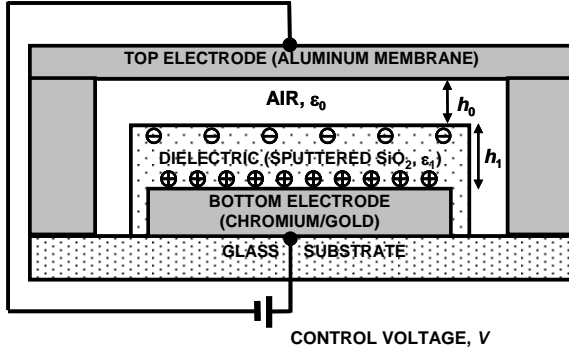 TOP ELECTRODE (ALUMINUM MEMBRANE)
AIR, ε0
h0
DIELECTRIC (SPUTTERED SiO2, ε1)
h1
BOTTOM ELECTRODE
(CHROMIUM/GOLD)
GLASS SUBSTRATE
CONTROL VOLTAGE, V